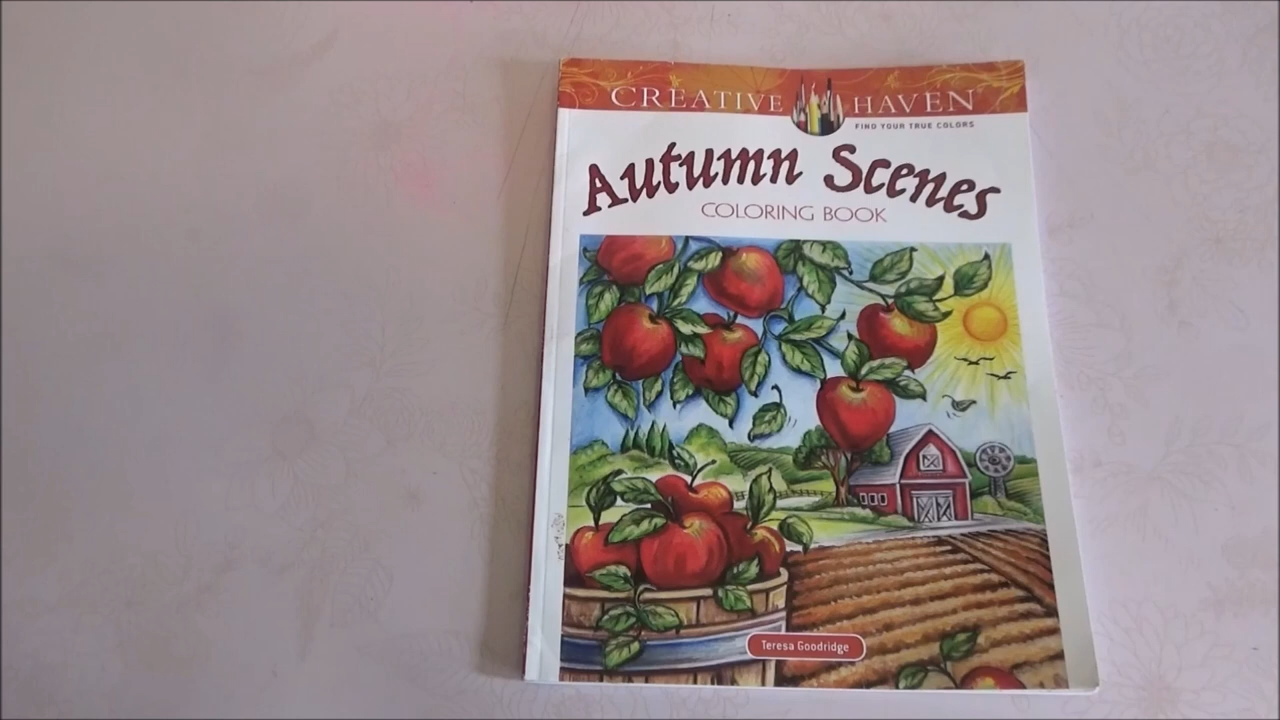 CREATIVE HAVEN
FIND YOUR TRUE COLORS
Autumn Scenes
COLORING BOOK
Teresa Goodridge